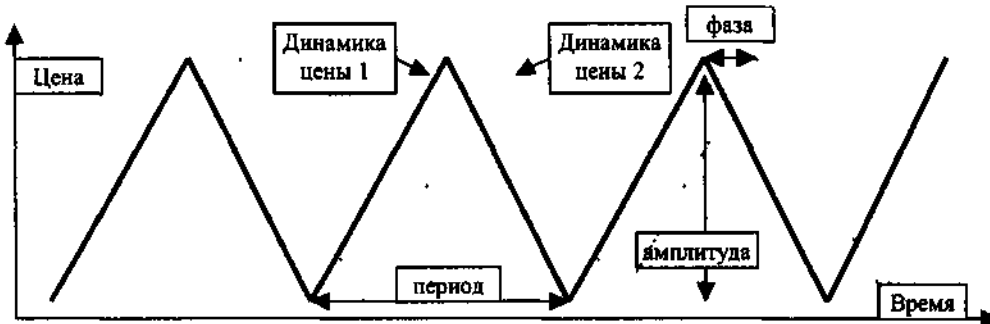 фаза
Динамика
цены 1
Динамика
цены 2
Цена
амплитуда
период
Время